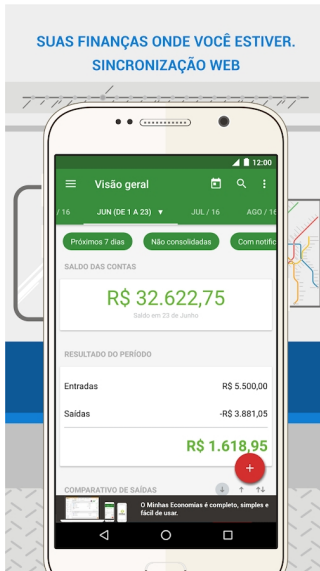 SUAS FINANÇAS ONDE VOCÊ ESTIVER.
SINCRONIZAÇÃO WEB
12:00
Visão geral
/ 16 JUN (DE 1 A 23) ▼ JUL / 16 AGO / 16
Próximos 7 dias Não consolidadas Com notific
SALDO DAS CONTAS
R$ 32.622,75
Saldo em 23 de Junho
RESULTADO DO PERÍODO
Entradas R$ 5.500,00
Saídas -R$ 3.881,05
R$ 1.618,95
+
COMPARATIVO DE SAÍDAS
O Minhas Economias é completo, simples e
fácil de usar.